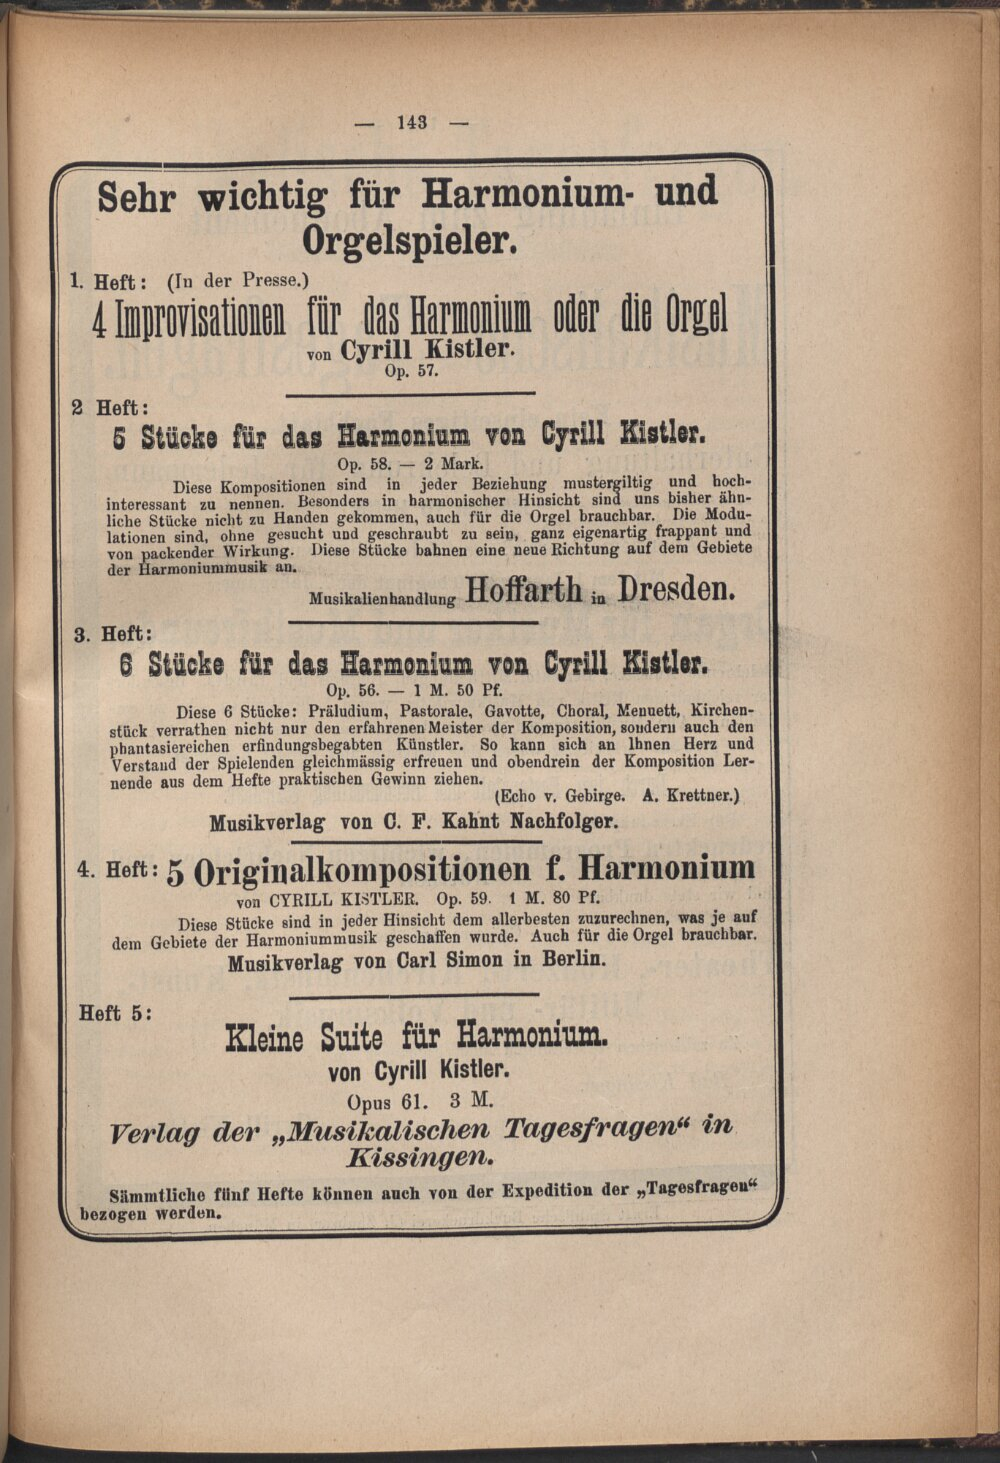 — 143 —
Sehr wichtig für Harmonium- und
Orgelspieler.
1. Heft: (In der Presse.)
4 Improvisationen für das Harmonium oder die Orgel
von Cyrill Kistler.
Op. 57.
2 Heft:
5 Stücke für das Harmonium von Cyrill Kistler.
Op. 58. — 2 Mark.
Diese Kompositionen sind in jeder Beziehung mustergiltig und hoch-
interessant zu nennen. Besonders in harmonischer Hinsicht sind uns bisher ähn-
liche Stücke nicht zu Handen gekommen, auch für die Orgel brauchbar. Die Modu-
lationen sind, ohne gesucht und geschraubt zu sein, ganz eigenartig frappant und
von packender Wirkung. Diese Stücke bahnen eine neue Richtung auf dem Gebiete
der Harmoniummusik an.
Musikalienhandlung Hoffarth in Dresden.
3. Heft:
6 Stücke für das Harmonium von Cyrill Kistler.
Op. 56. — 1 M. 50 Pf.
Diese 6 Stücke: Präludium, Pastorale, Gavotte, Choral, Menuett, Kirchen-
stück verrathen nicht nur den erfahrenen Meister der Komposition, sondern auch den
phantasiereichen erfindungsbegabten Künstler. So kann sich an Ihnen Herz und
Verstand der Spielenden gleichmässig erfreuen und obendrein der Komposition Ler-
nende aus dem Hefte praktischen Gewinn ziehen.
(Echo v. Gebirge. A. Krettner.)
Musikverlag von C. F. Kahnt Nachfolger.
4. Heft: 5 Originalkompositionen f. Harmonium
von CYRILL KISTLER. Op. 59. 1 M. 80 Pf.
Diese Stücke sind in jeder Hinsicht dem allerbesten zuzurechnen, was je auf
dem Gebiete der Harmoniummusik geschaffen wurde. Auch für die Orgel brauchbar.
Musikverlag von Carl Simon in Berlin.
Heft 5:
Kleine Suite für Harmonium.
von Cyrill Kistler.
Opus 61. 3 M.
Verlag der „Musikalischen Tagesfragen“ in
Kissingen.
Sämmtliche fünf Hefte können auch von der Expedition der „Tagesfragen“
bezogen werden.